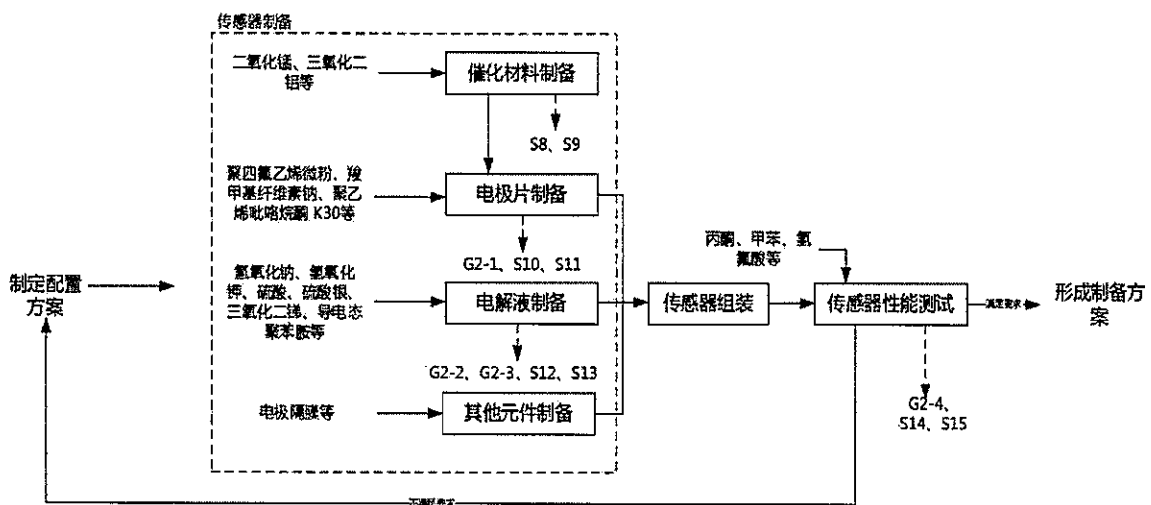 传感器制备
二氧化锰、三氧化二
铝等
催化材料制备
S8、S9
聚四氟乙烯微粉、羧
甲基纤维素钠、聚乙
烯吡咯烷酮 K30等
电极片制备
G2-1、S10、S11
制定配置
方案
氢氧化钠、氢氧化
钾、硫酸、硫酸银、
三氧化二锑、导电态
聚苯胺等
电解液制备
G2-2、G2-3、S12、S13
电极隔膜等
其他元件制备
传感器组装
丙酮、甲苯、氢
氟酸等
传感器性能测试
满足要求
形成制备方
案
G2-4、
S14、S15